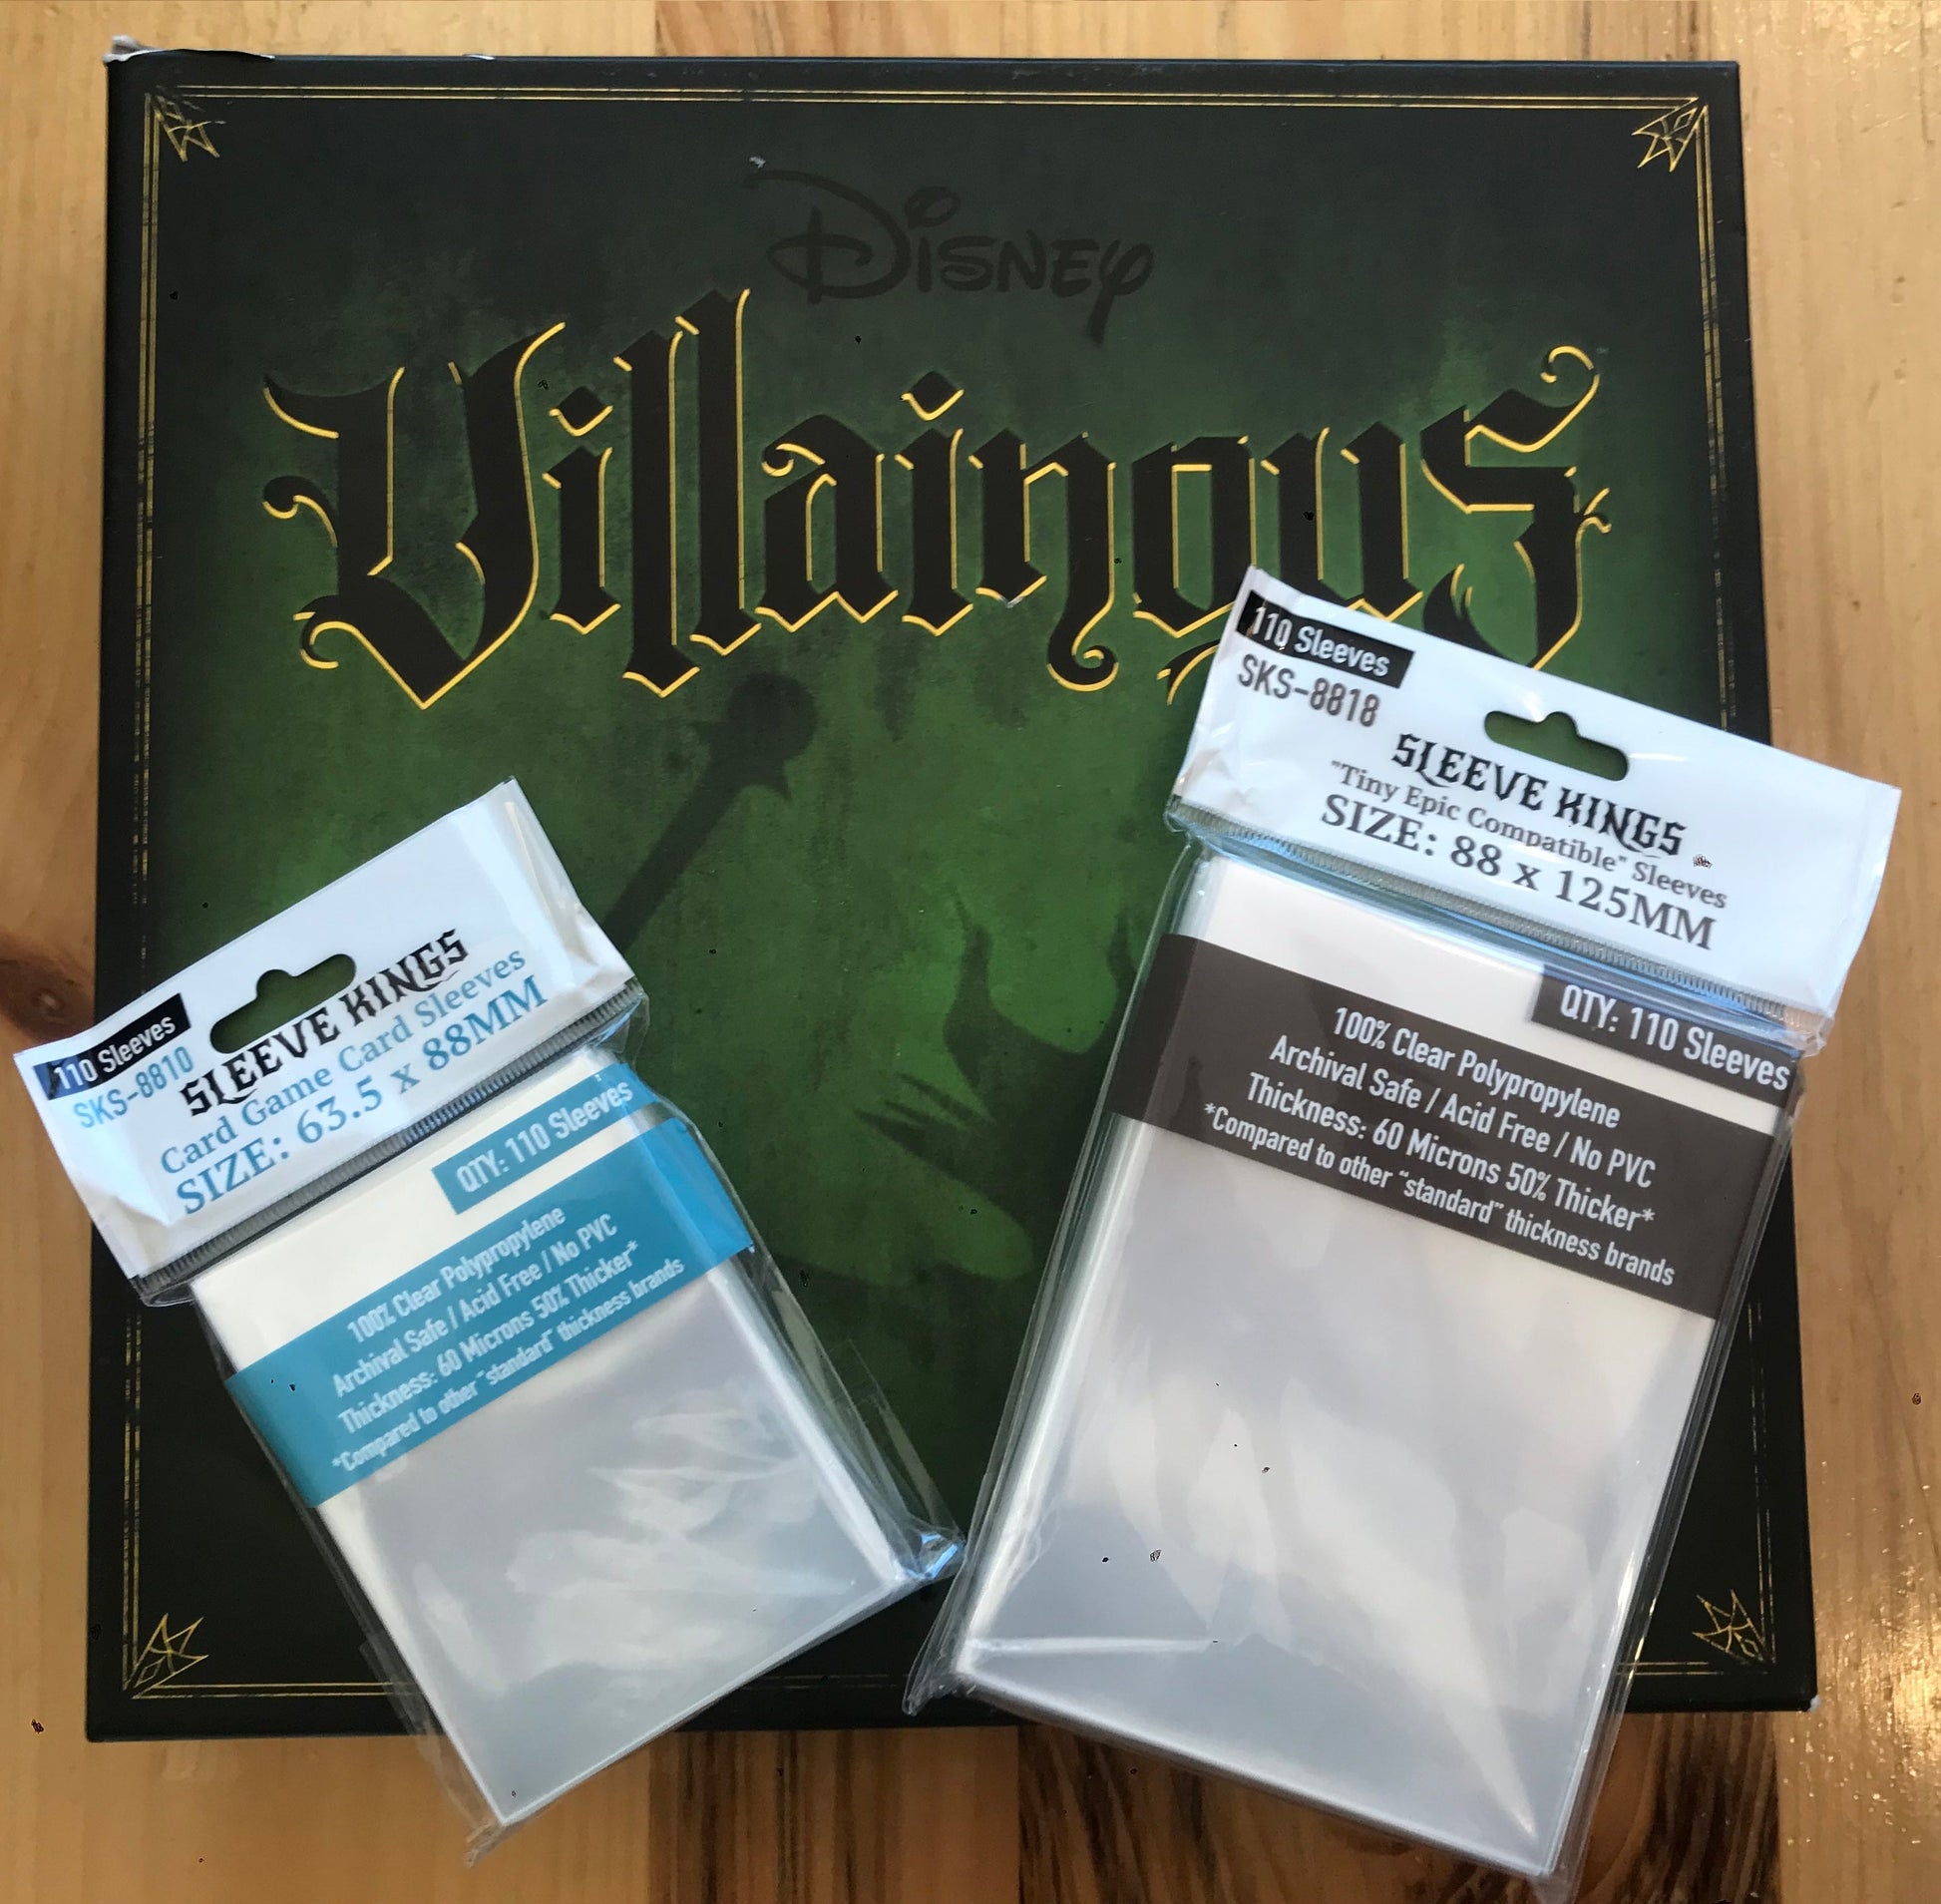 Disney
Villainous
110 Sleeves
SKS-8818
SLEEVE KINGS
"Tiny Epic Compatible" Sleeves
SIZE: 88 x 125MM
QTY: 110 Sleeves
100% Clear Polypropylene
Archival Safe / Acid Free / No PVC
Thickness: 60 Microns 50% Thicker*
*Compared to other "standard" thickness brands
110 Sleeves
SKS-8810
SLEEVE KINGS
Card Game Card Sleeves
SIZE: 63.5 x 88MM
QTY: 110 Sleeves
100% Clear Polypropylene
Archival Safe / Acid Free / No PVC
Thickness: 60 Microns 50% Thicker*
*Compared to other "standard" thickness brands